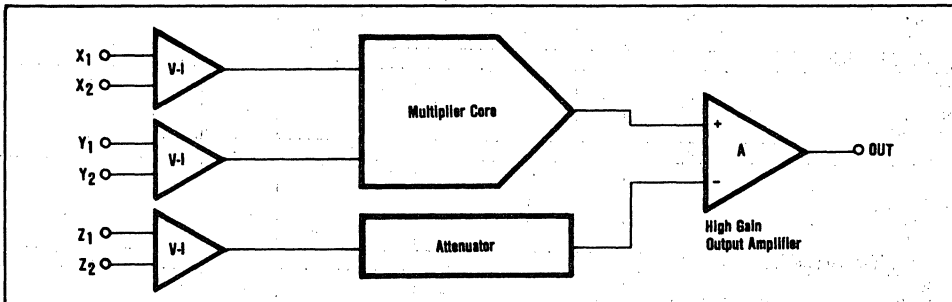 X1
X2
V-I
Multiplier Core
Y1
Y2
V-I
+
A
−
OUT
Z1
Z2
V-I
Attenuator
High Gain
Output Amplifier